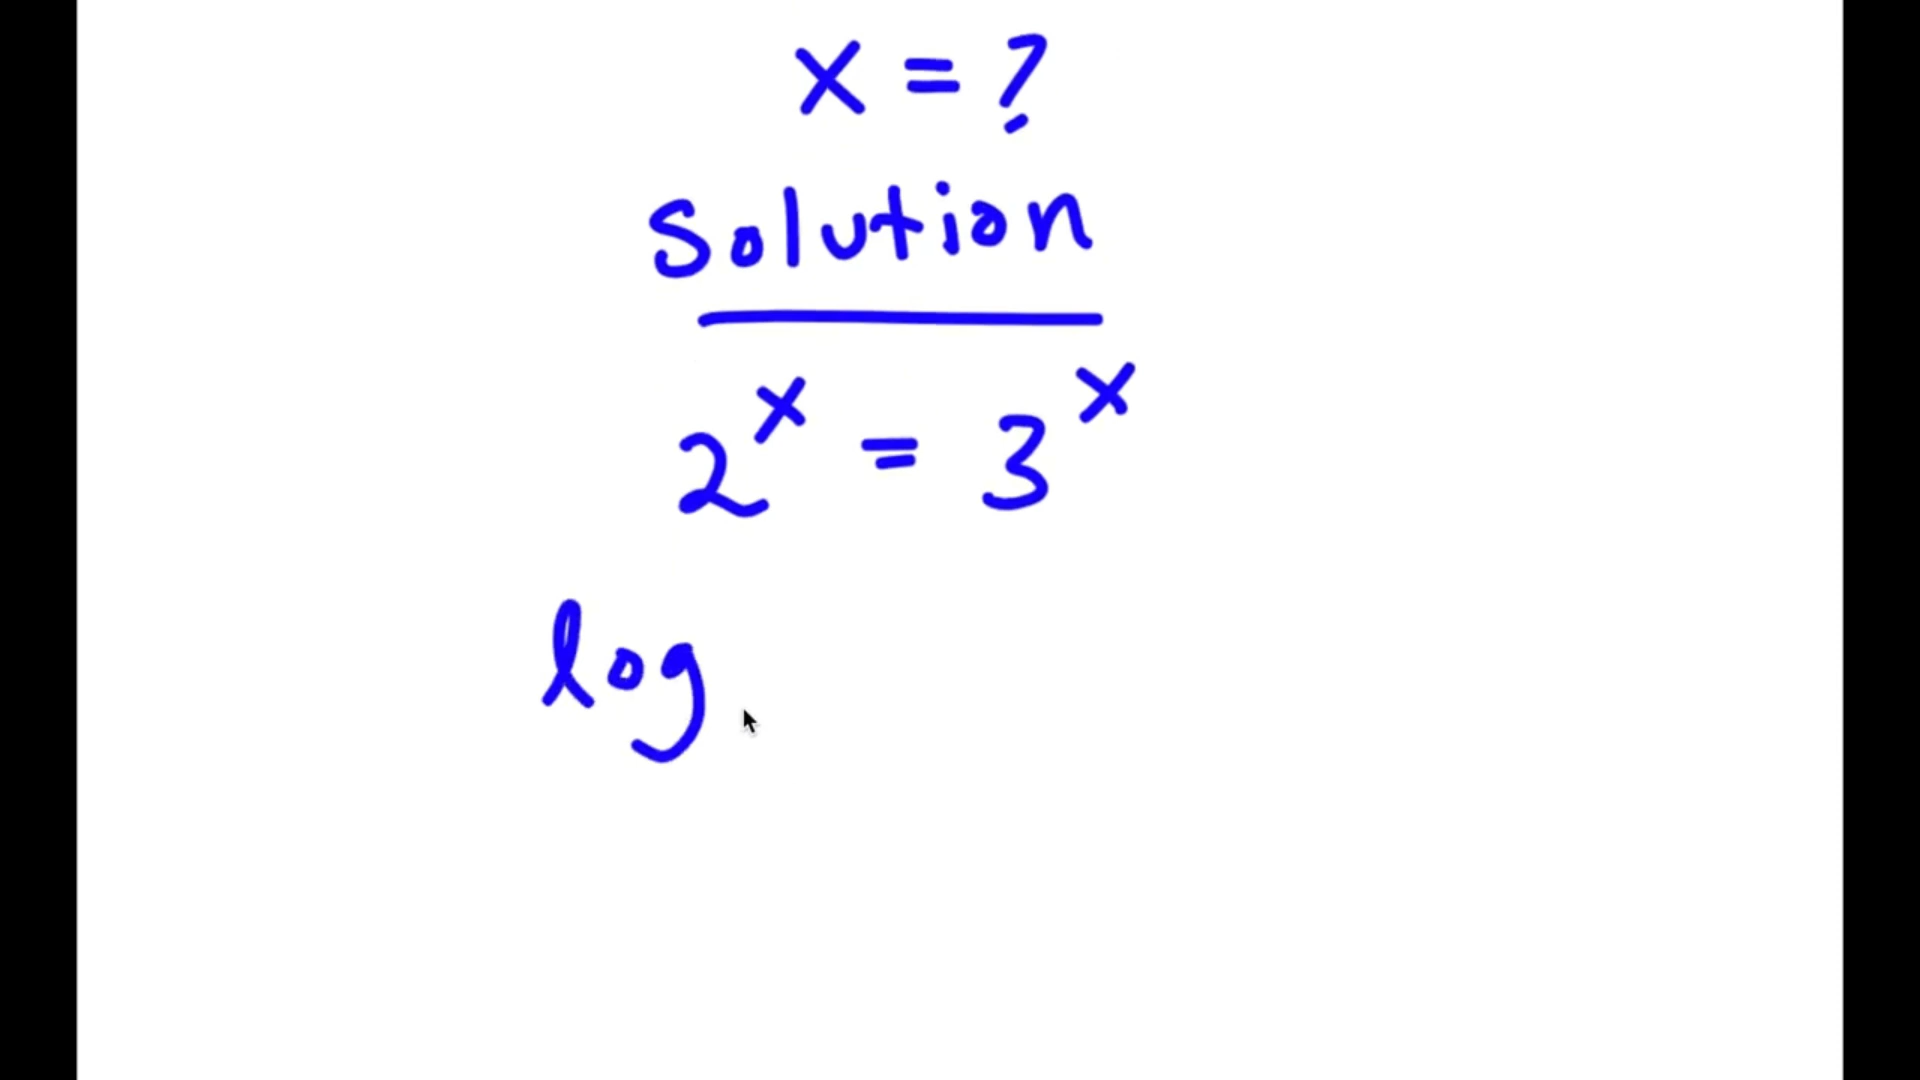 x = ?
Solution
2^x = 3^x
log